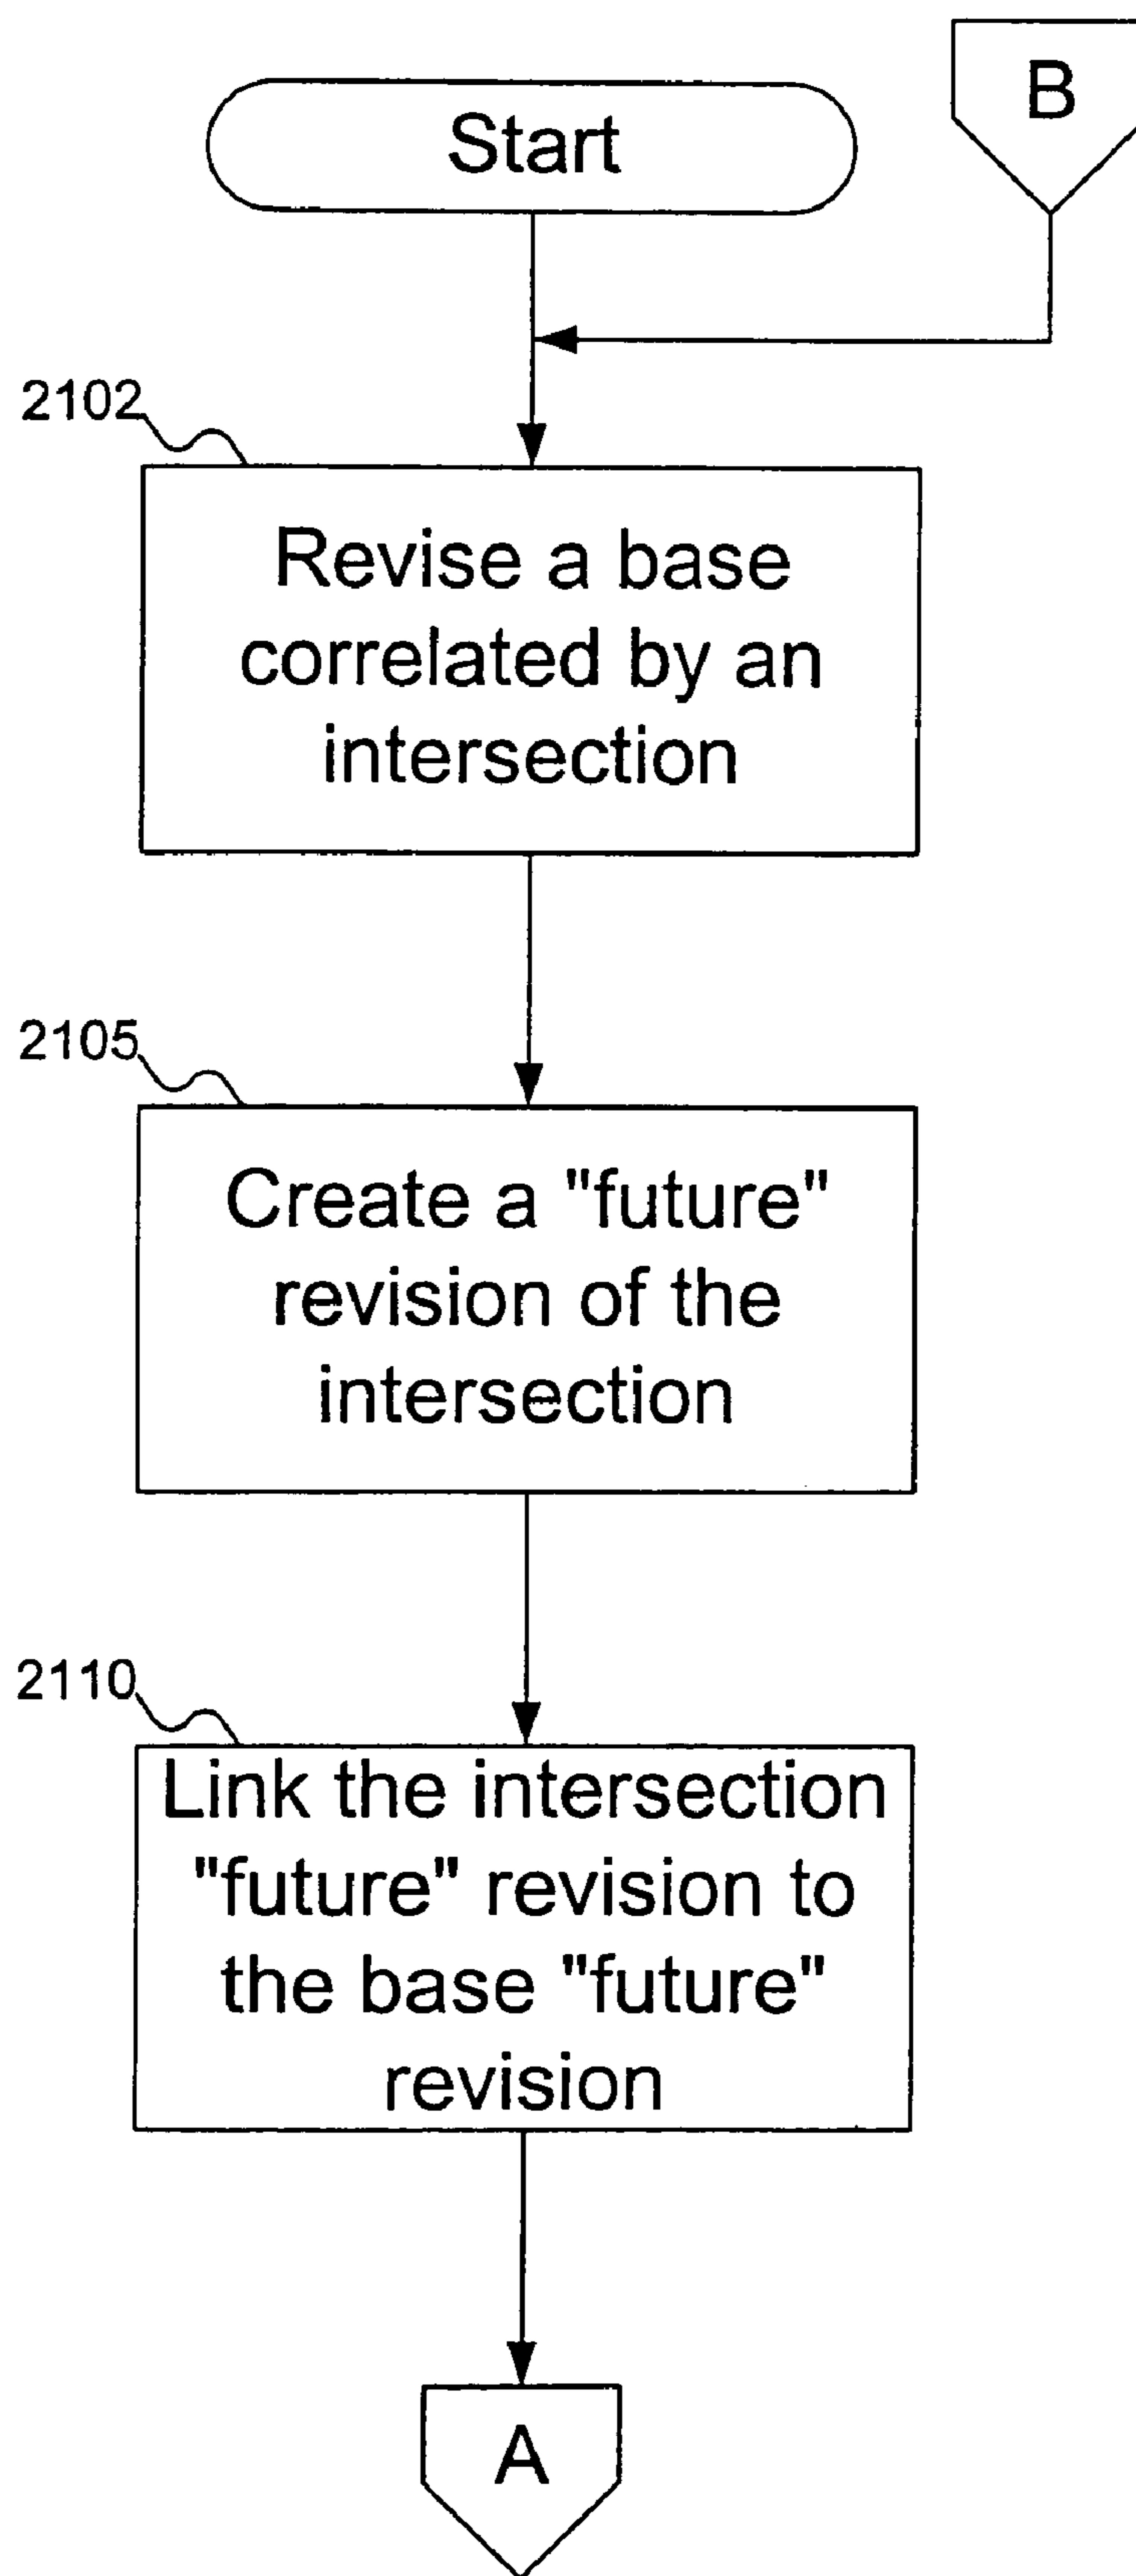 B
Start
2102
Revise a base
correlated by an
intersection
2105
Create a "future"
revision of the
intersection
2110
Link the intersection
"future" revision to
the base "future"
revision
A